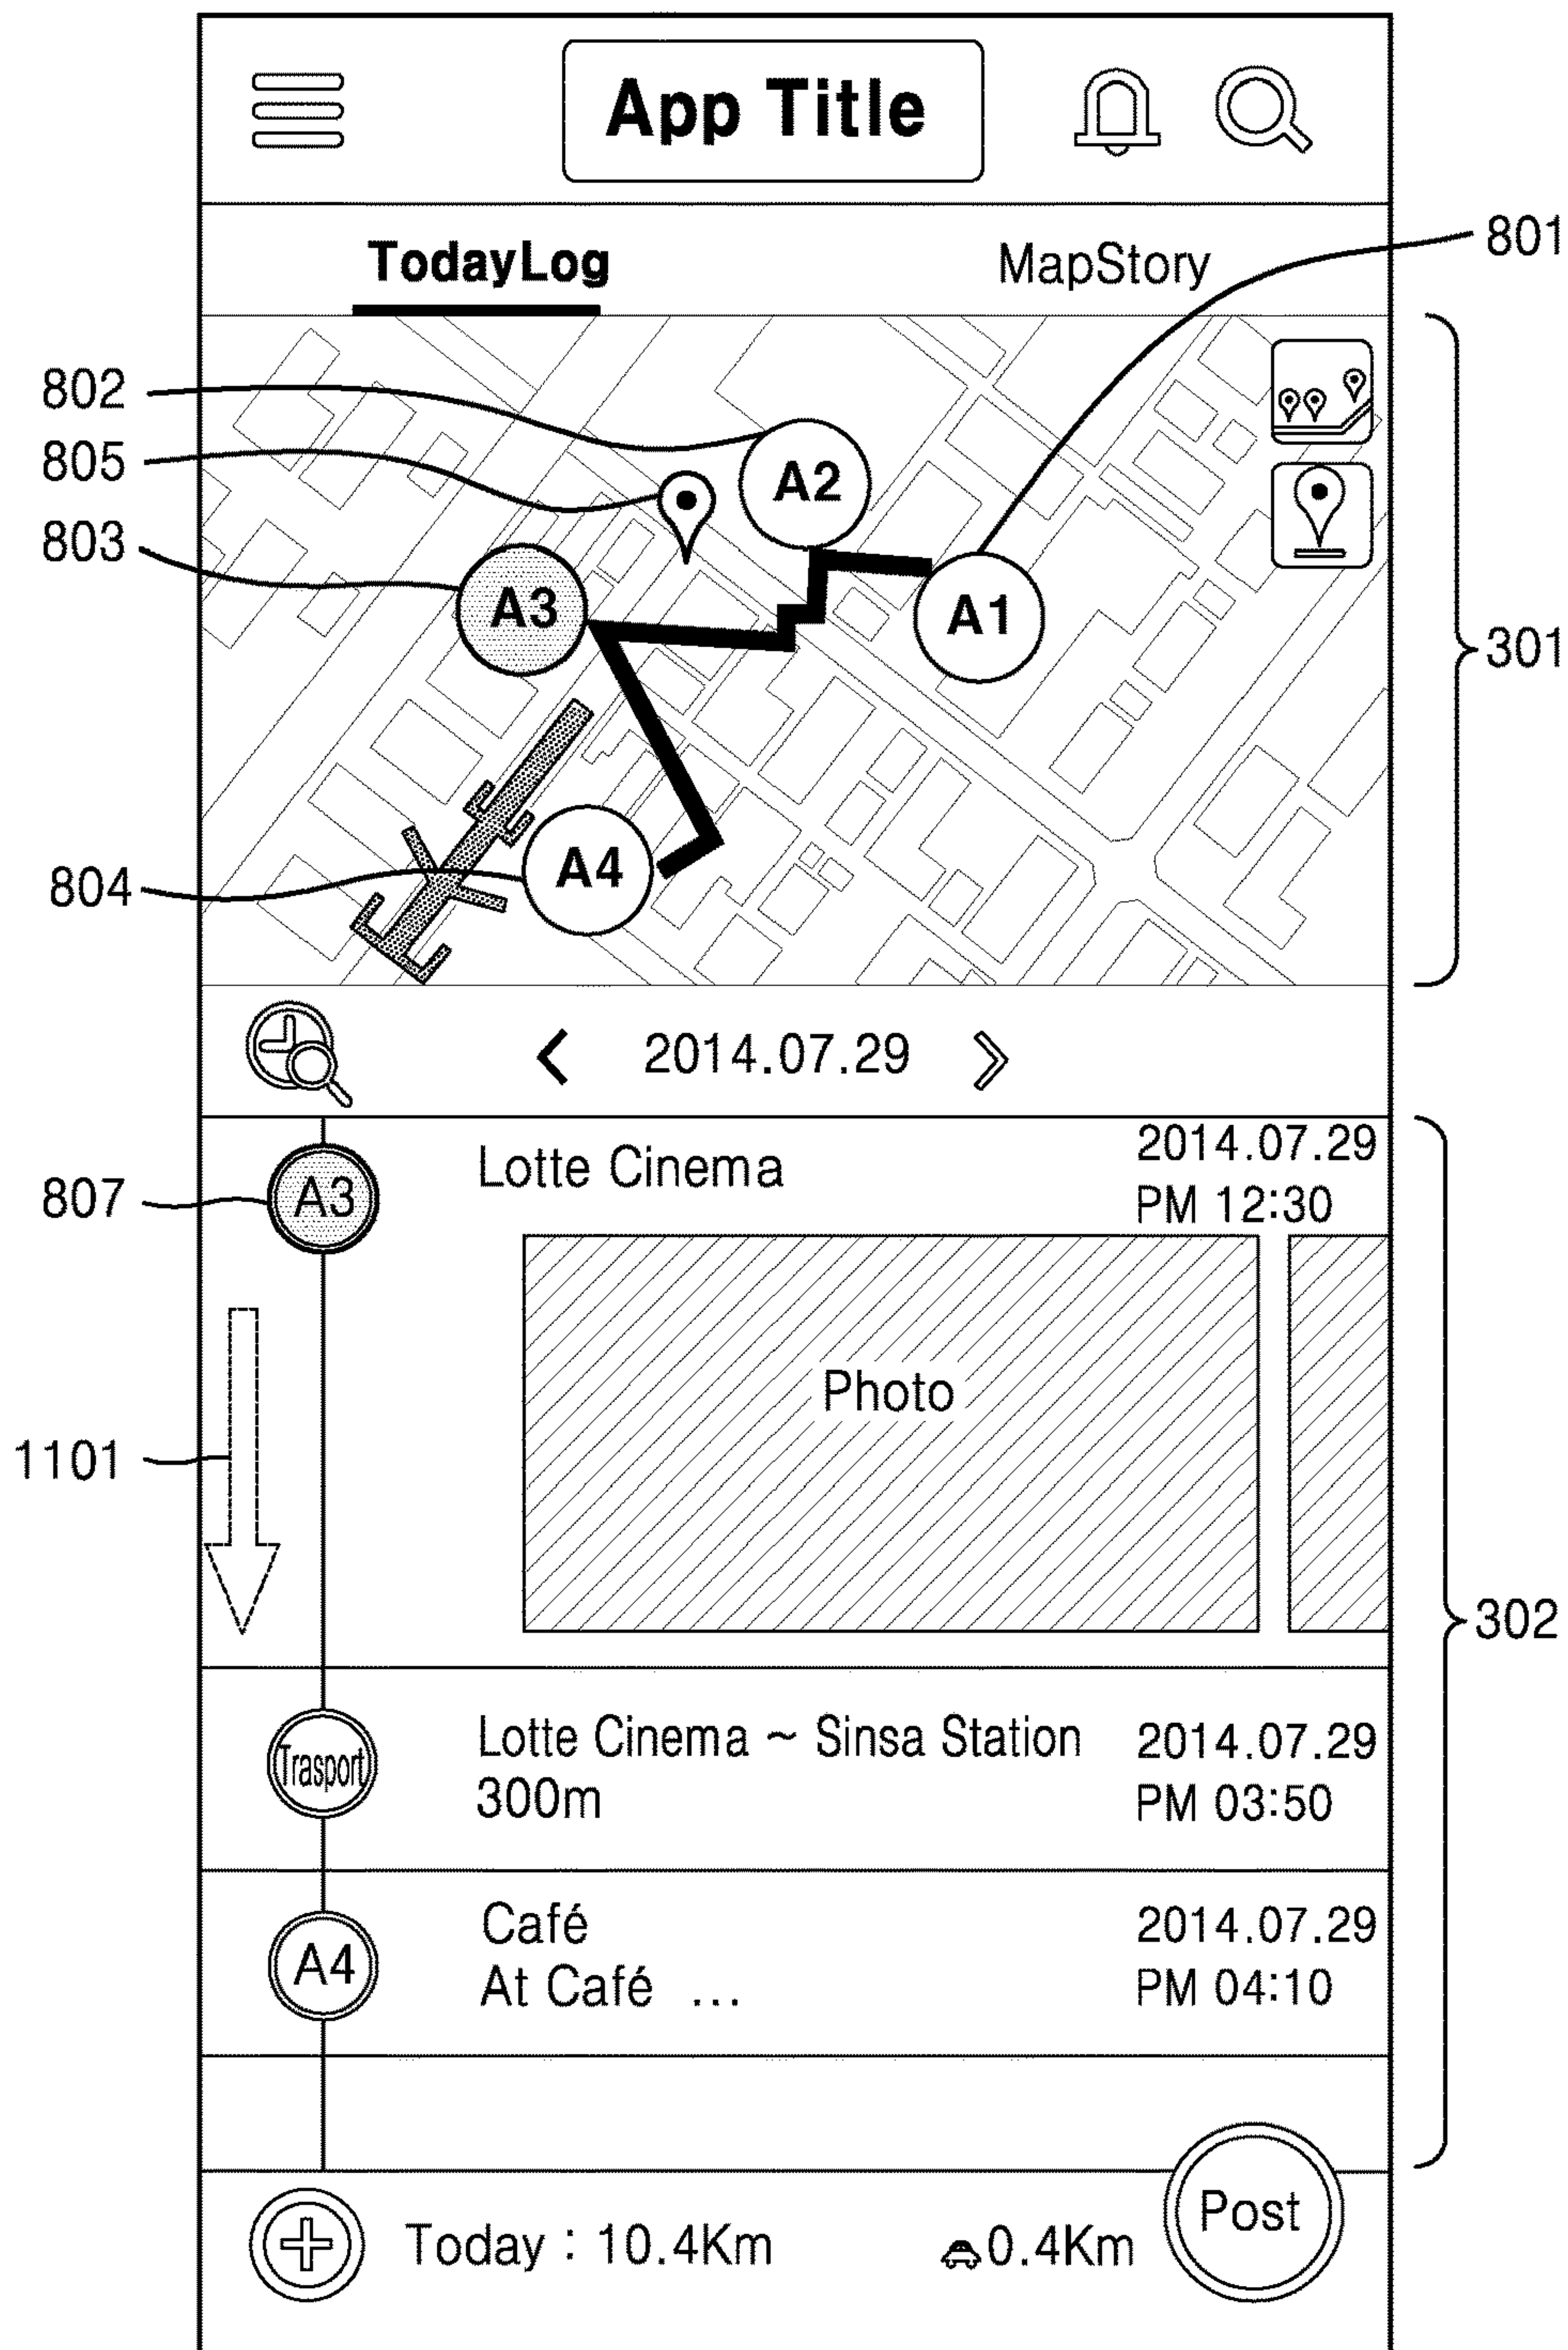 App Title
TodayLog
MapStory
801
802
805
803
A2
A3
A1
301
804
A4
2014.07.29
807
A3
Lotte Cinema
2014.07.29
PM 12:30
Photo
1101
302
Trasport
Lotte Cinema ~ Sinsa Station
300m
2014.07.29
PM 03:50
A4
Café
At Café ...
2014.07.29
PM 04:10
Today : 10.4Km
0.4Km
Post